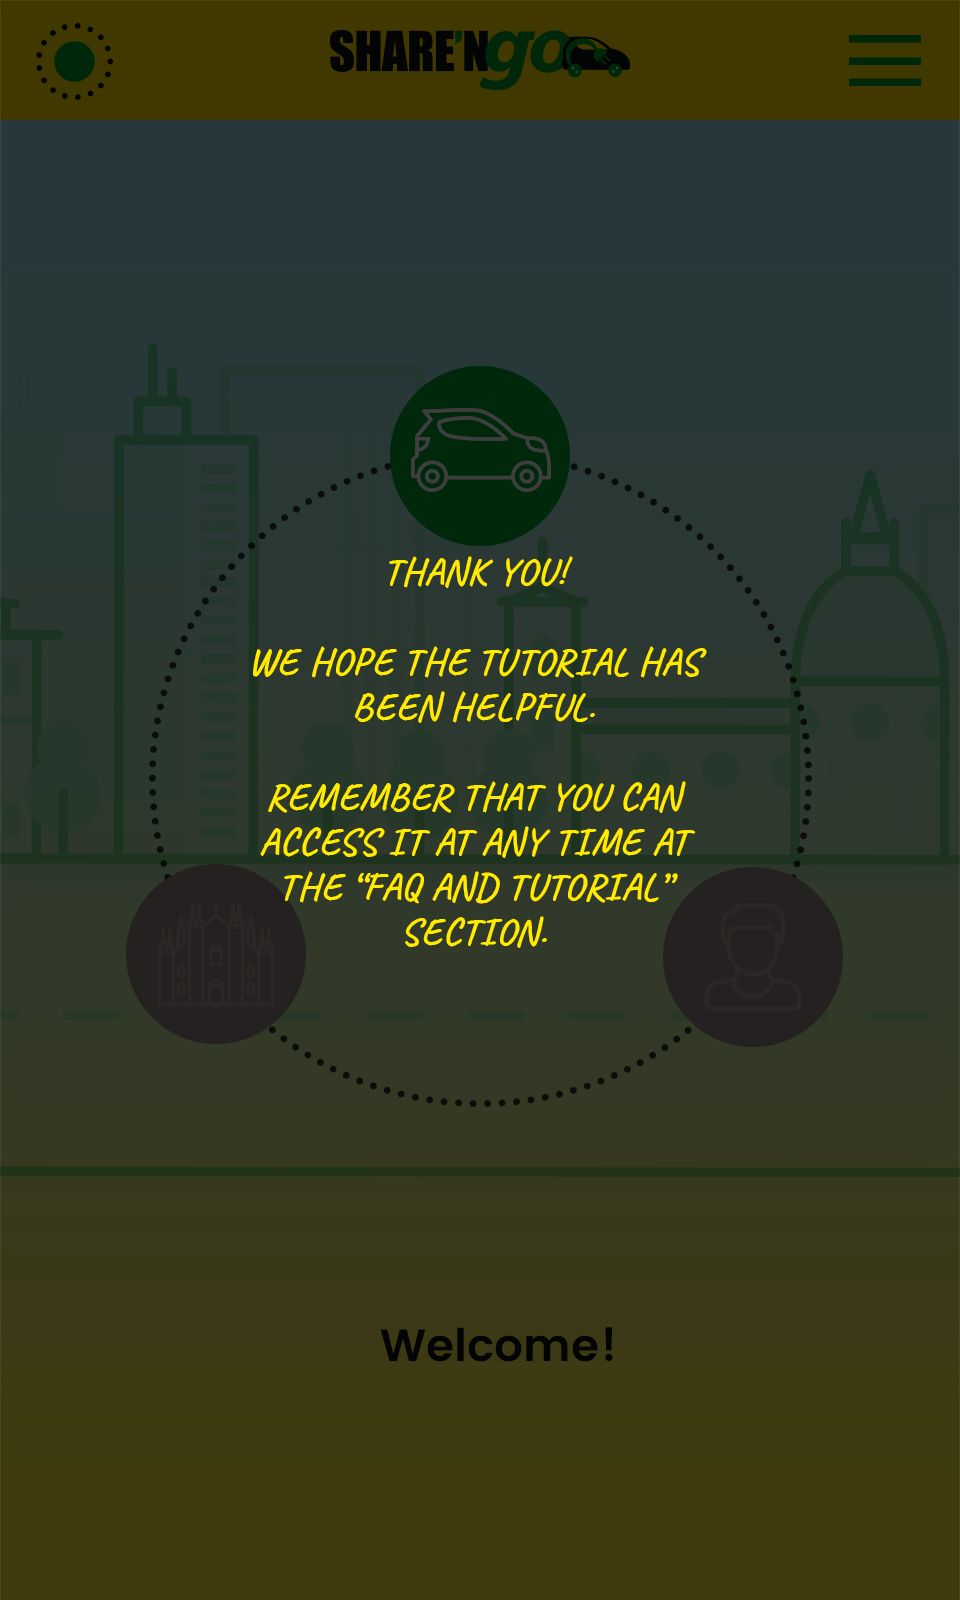 SHARE'NgO
THANK YOU!
WE HOPE THE TUTORIAL HAS
BEEN HELPFUL.
REMEMBER THAT YOU CAN
ACCESS IT AT ANY TIME AT
THE “FAQ AND TUTORIAL”
SECTION.
Welcome!